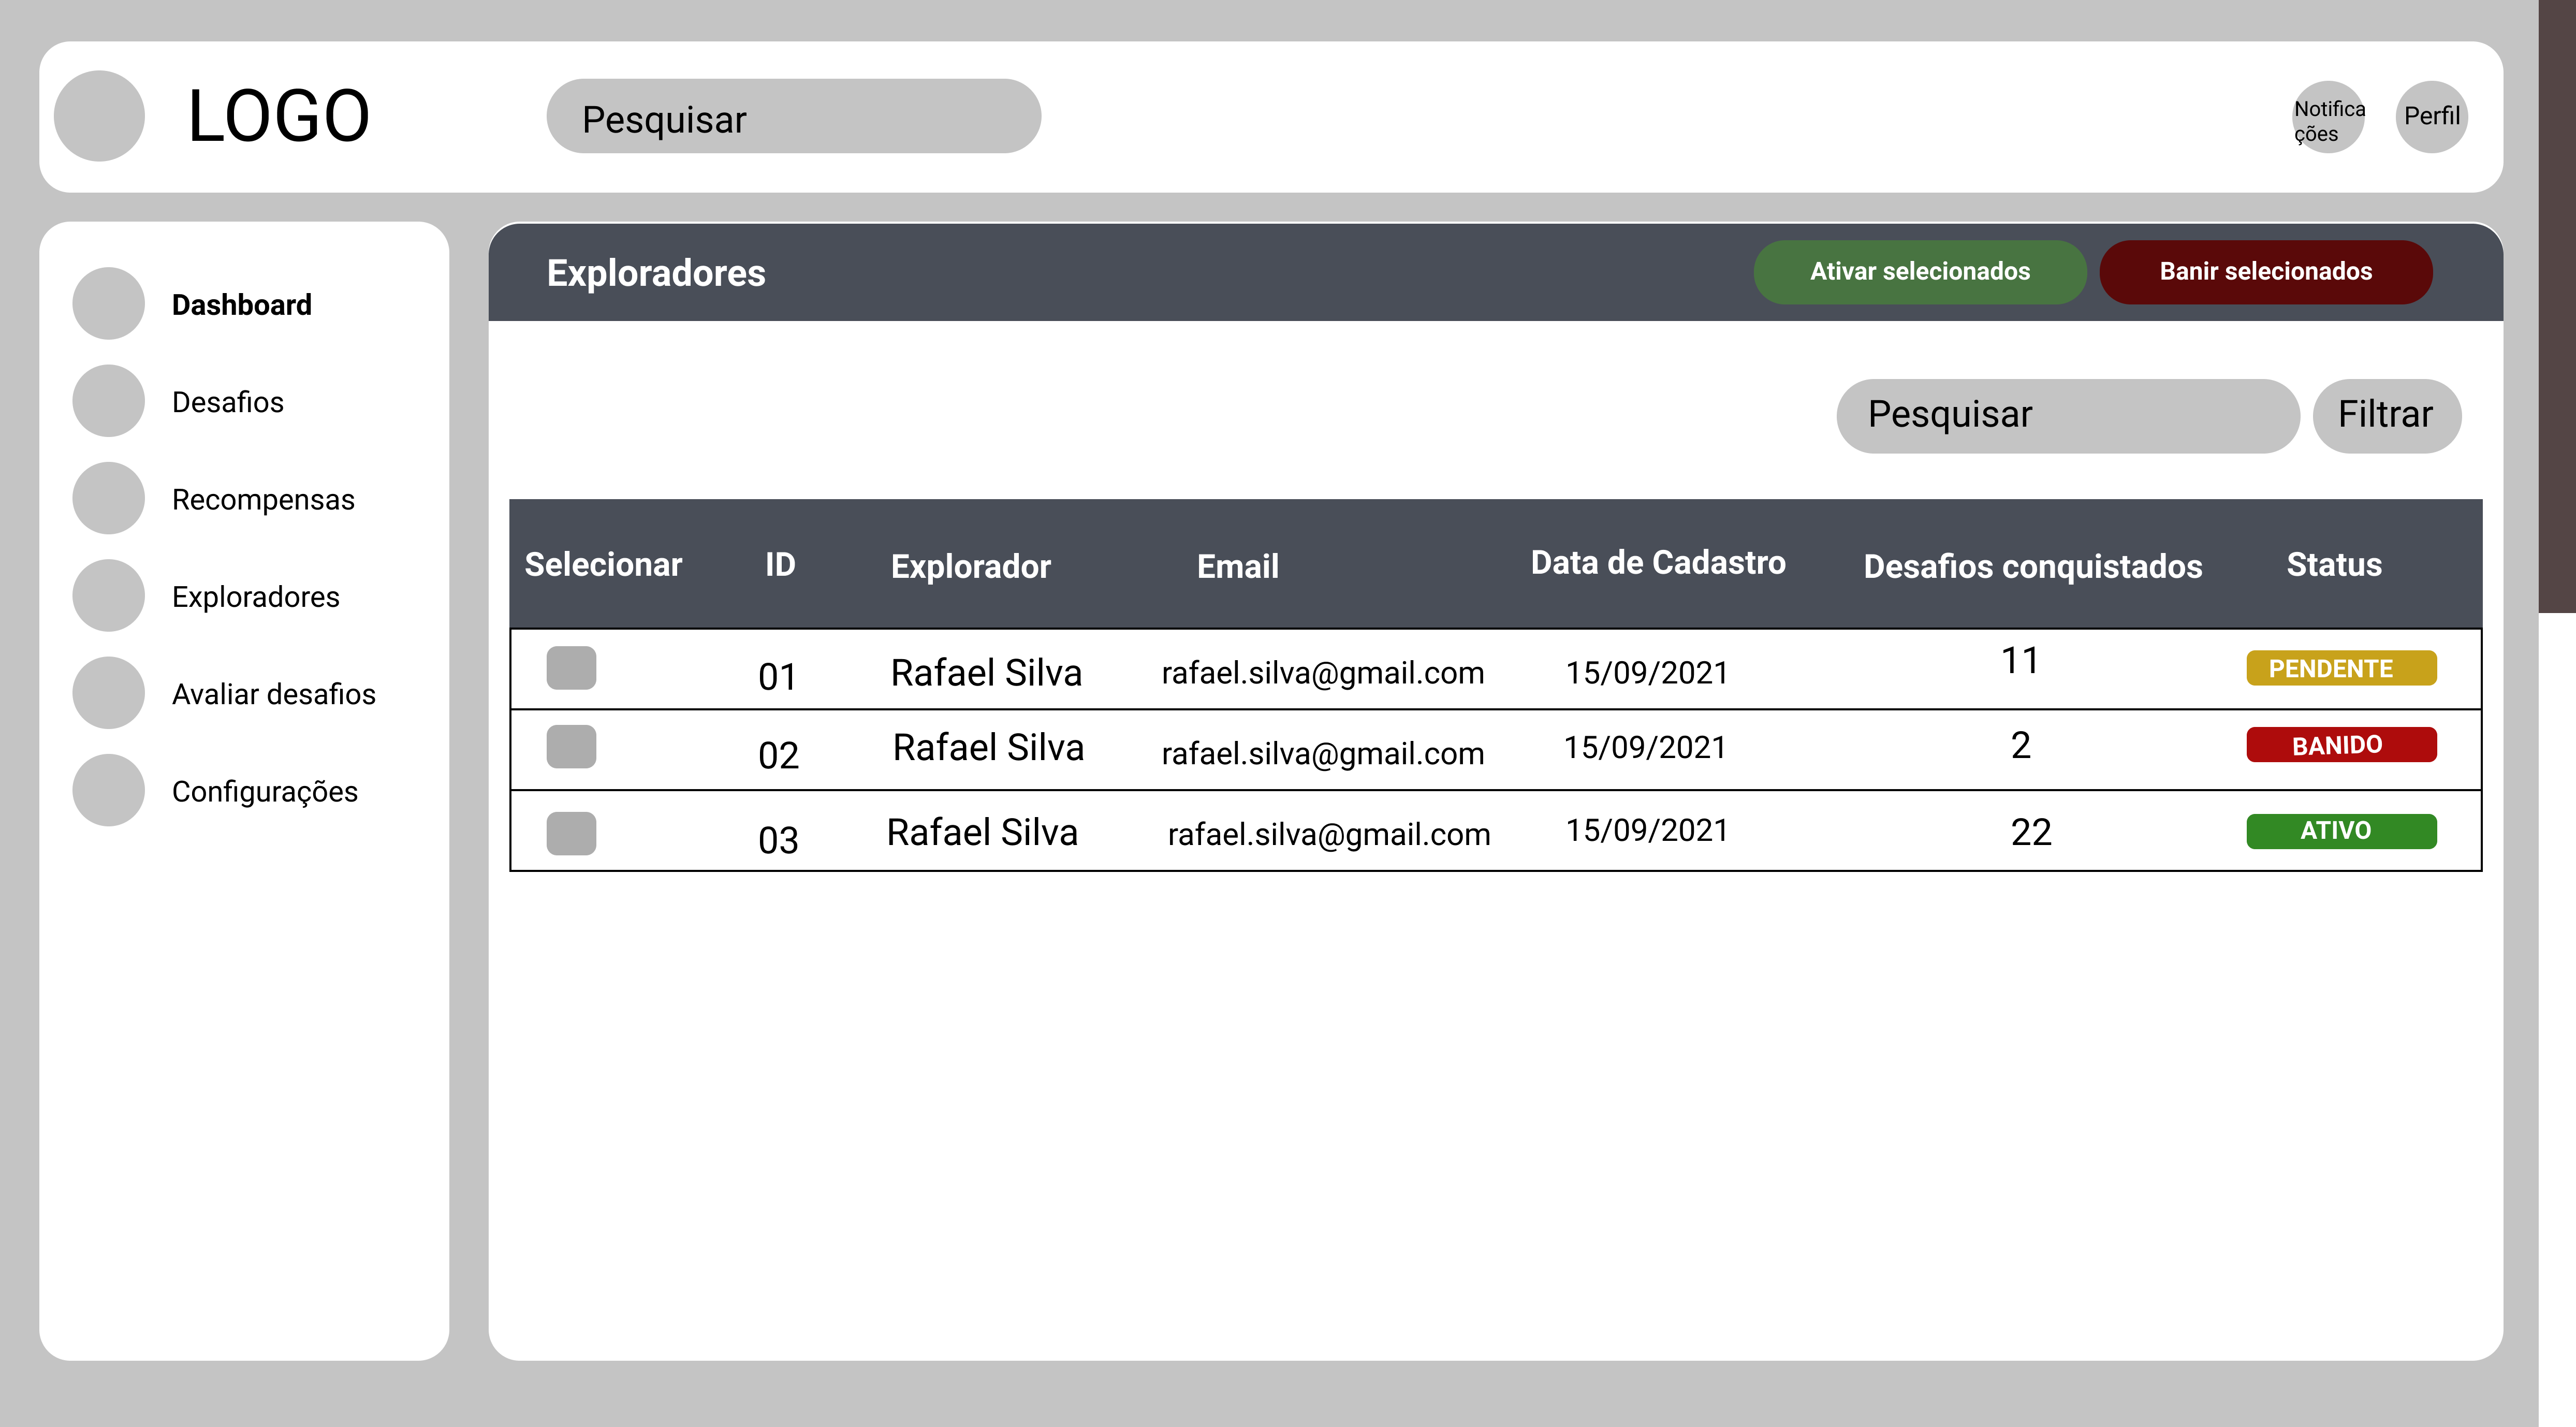 LOGO
Pesquisar
Notifica
ções
Perfil
Dashboard
Desafios
Recompensas
Exploradores
Avaliar desafios
Configurações
Exploradores
Ativar selecionados
Banir selecionados
Pesquisar
Filtrar
Selecionar ID Explorador Email Data de Cadastro Desafios conquistados Status
01 Rafael Silva rafael.silva@gmail.com 15/09/2021 11 PENDENTE
02 Rafael Silva rafael.silva@gmail.com 15/09/2021 2 BANIDO
03 Rafael Silva rafael.silva@gmail.com 15/09/2021 22 ATIVO